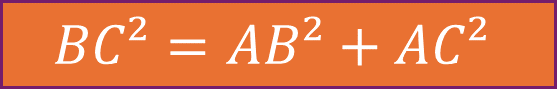 BC² = AB² + AC²